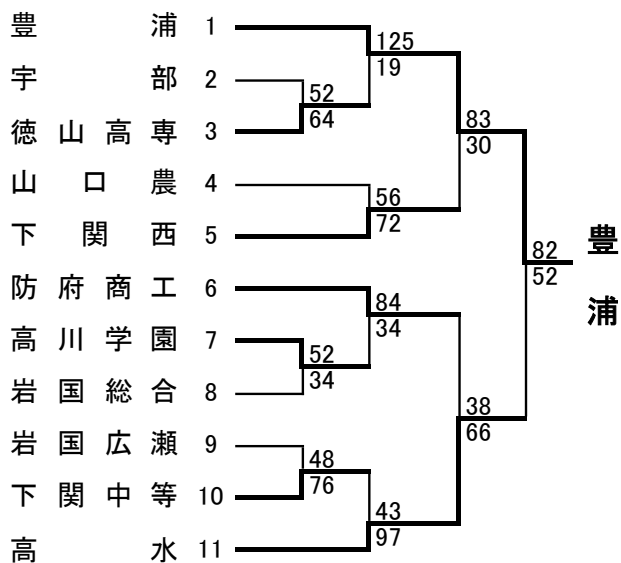 豊浦 1
宇部 2
徳山高専 3
山口農 4
下関西 5
防府商工 6
高川学園 7
岩国総合 8
岩国広瀬 9
下関中等 10
高水 11
52
64
52
34
48
76
125
19
56
72
84
34
43
97
83
30
38
66
82
52
豊浦